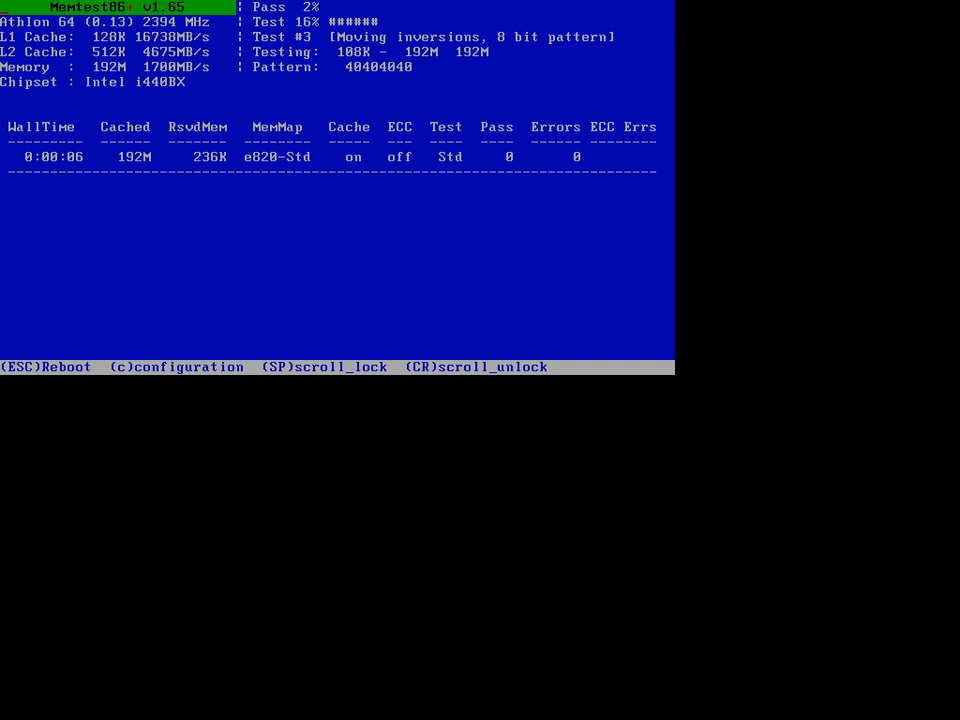 Memtest86+ v1.65 | Pass 2%
Athlon 64 (0.13) 2394 MHz | Test 16% ######
L1 Cache: 128K 16738MB/s | Test #3 [Moving inversions, 8 bit pattern]
L2 Cache: 512K 4675MB/s | Testing: 108K - 192M 192M
Memory : 192M 1700MB/s | Pattern: 40404040
Chipset : Intel i440BX
WallTime Cached RsvdMem MemMap Cache ECC Test Pass Errors ECC Errs
--------- ------ ------- -------- ----- --- ---- ---- ------ --------
0:00:06 192M 236K e820-Std on off Std 0 0
-----------------------------------------------------------------------------
(ESC)Reboot (c)configuration (SP)scroll_lock (CR)scroll_unlock